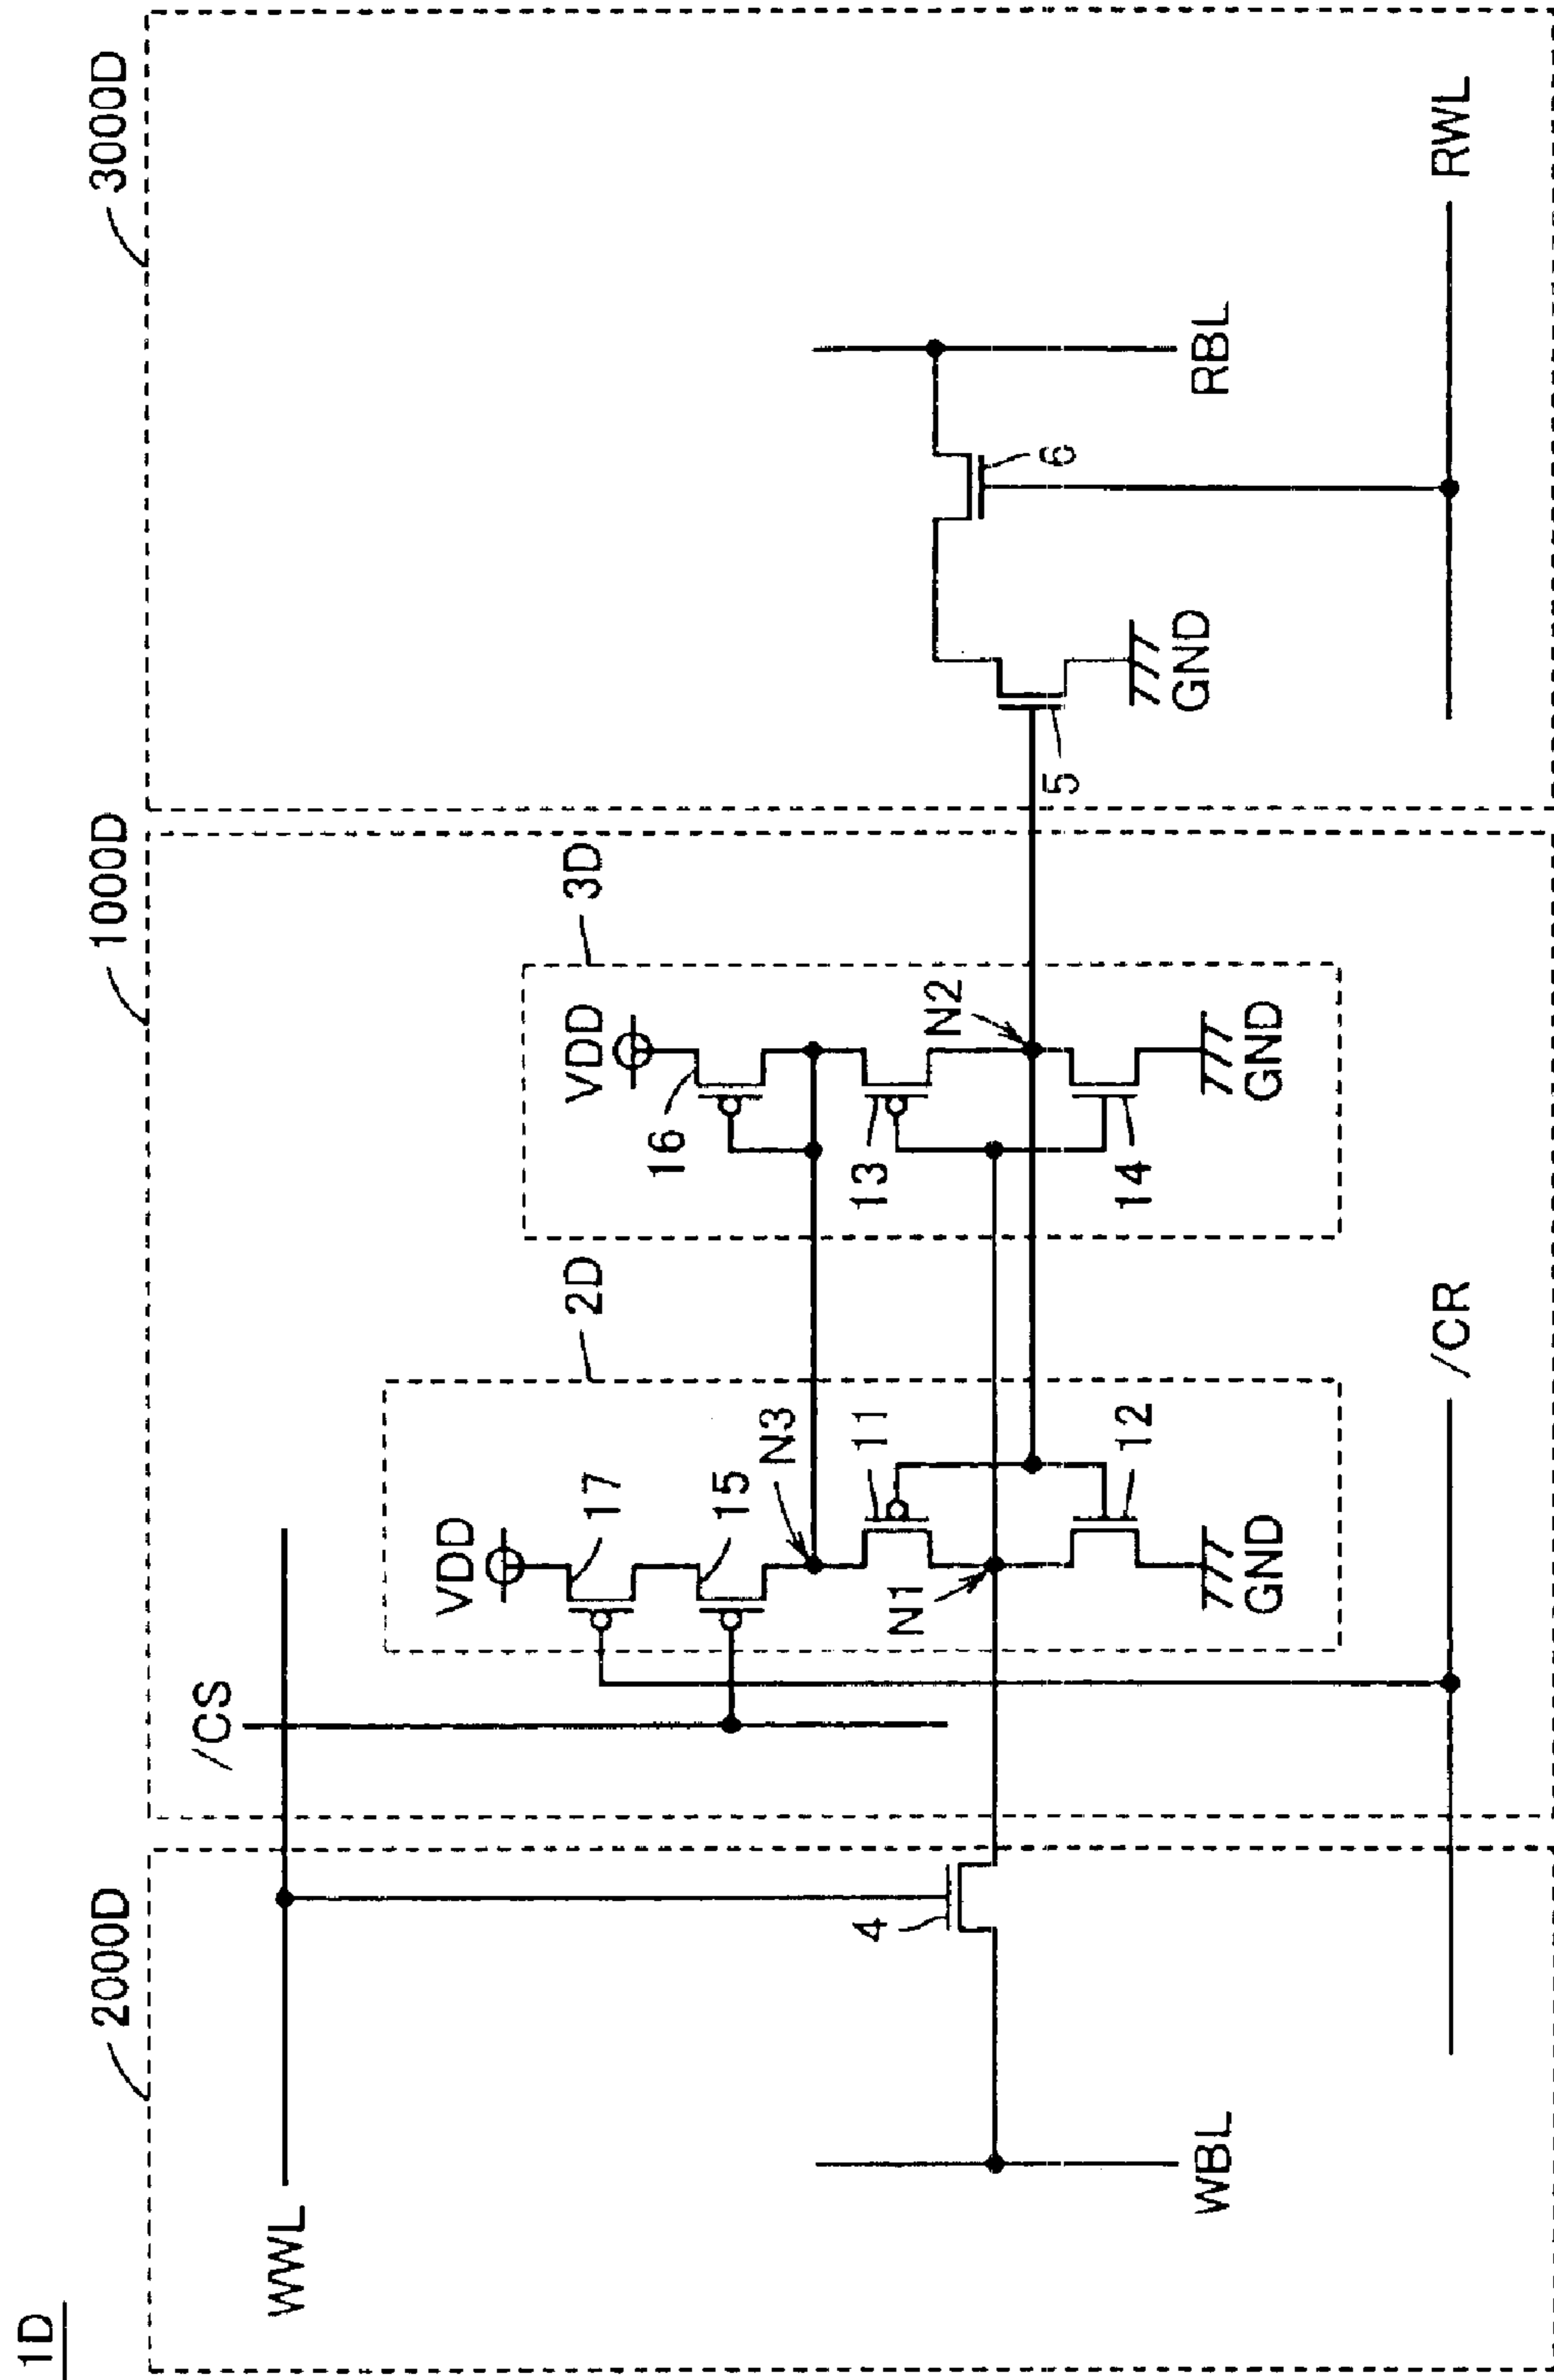 1D
2000D
1000D
3000D
WWL
/CS
VDD
17
15
N3
11
N1
12
GND
2D
VDD
16
3D
13
N2
14
GND
4
WBL
/CR
5
GND
6
RBL
RWL